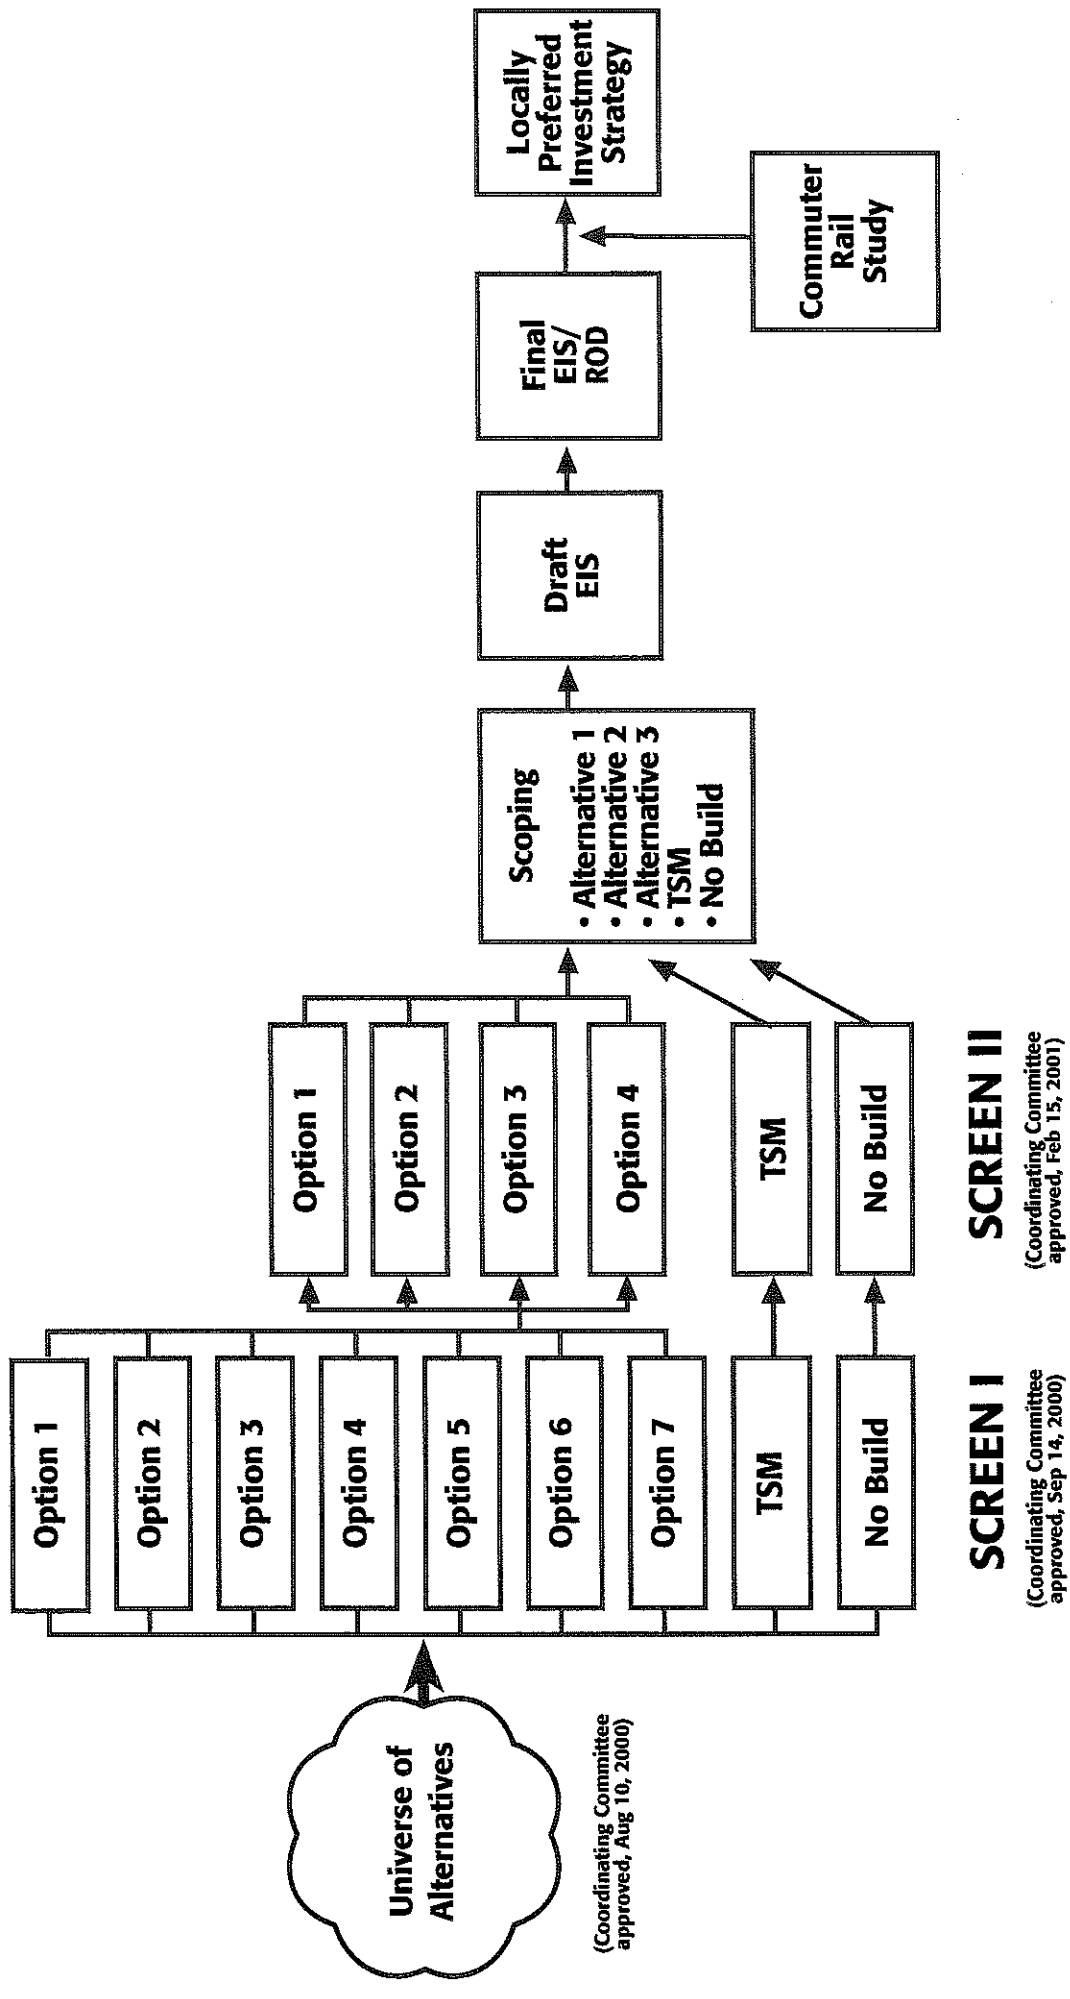 Universe of
Alternatives
(Coordinating Committee
approved, Aug 10, 2000)
Option 1
Option 2
Option 3
Option 4
Option 5
Option 6
Option 7
TSM
No Build
SCREEN I
(Coordinating Committee
approved, Sep 14, 2000)
Option 1
Option 2
Option 3
Option 4
TSM
No Build
SCREEN II
(Coordinating Committee
approved, Feb 15, 2001)
Scoping
• Alternative 1
• Alternative 2
• Alternative 3
• TSM
• No Build
Draft
EIS
Final
EIS/
ROD
Locally
Preferred
Investment
Strategy
Commuter
Rail
Study